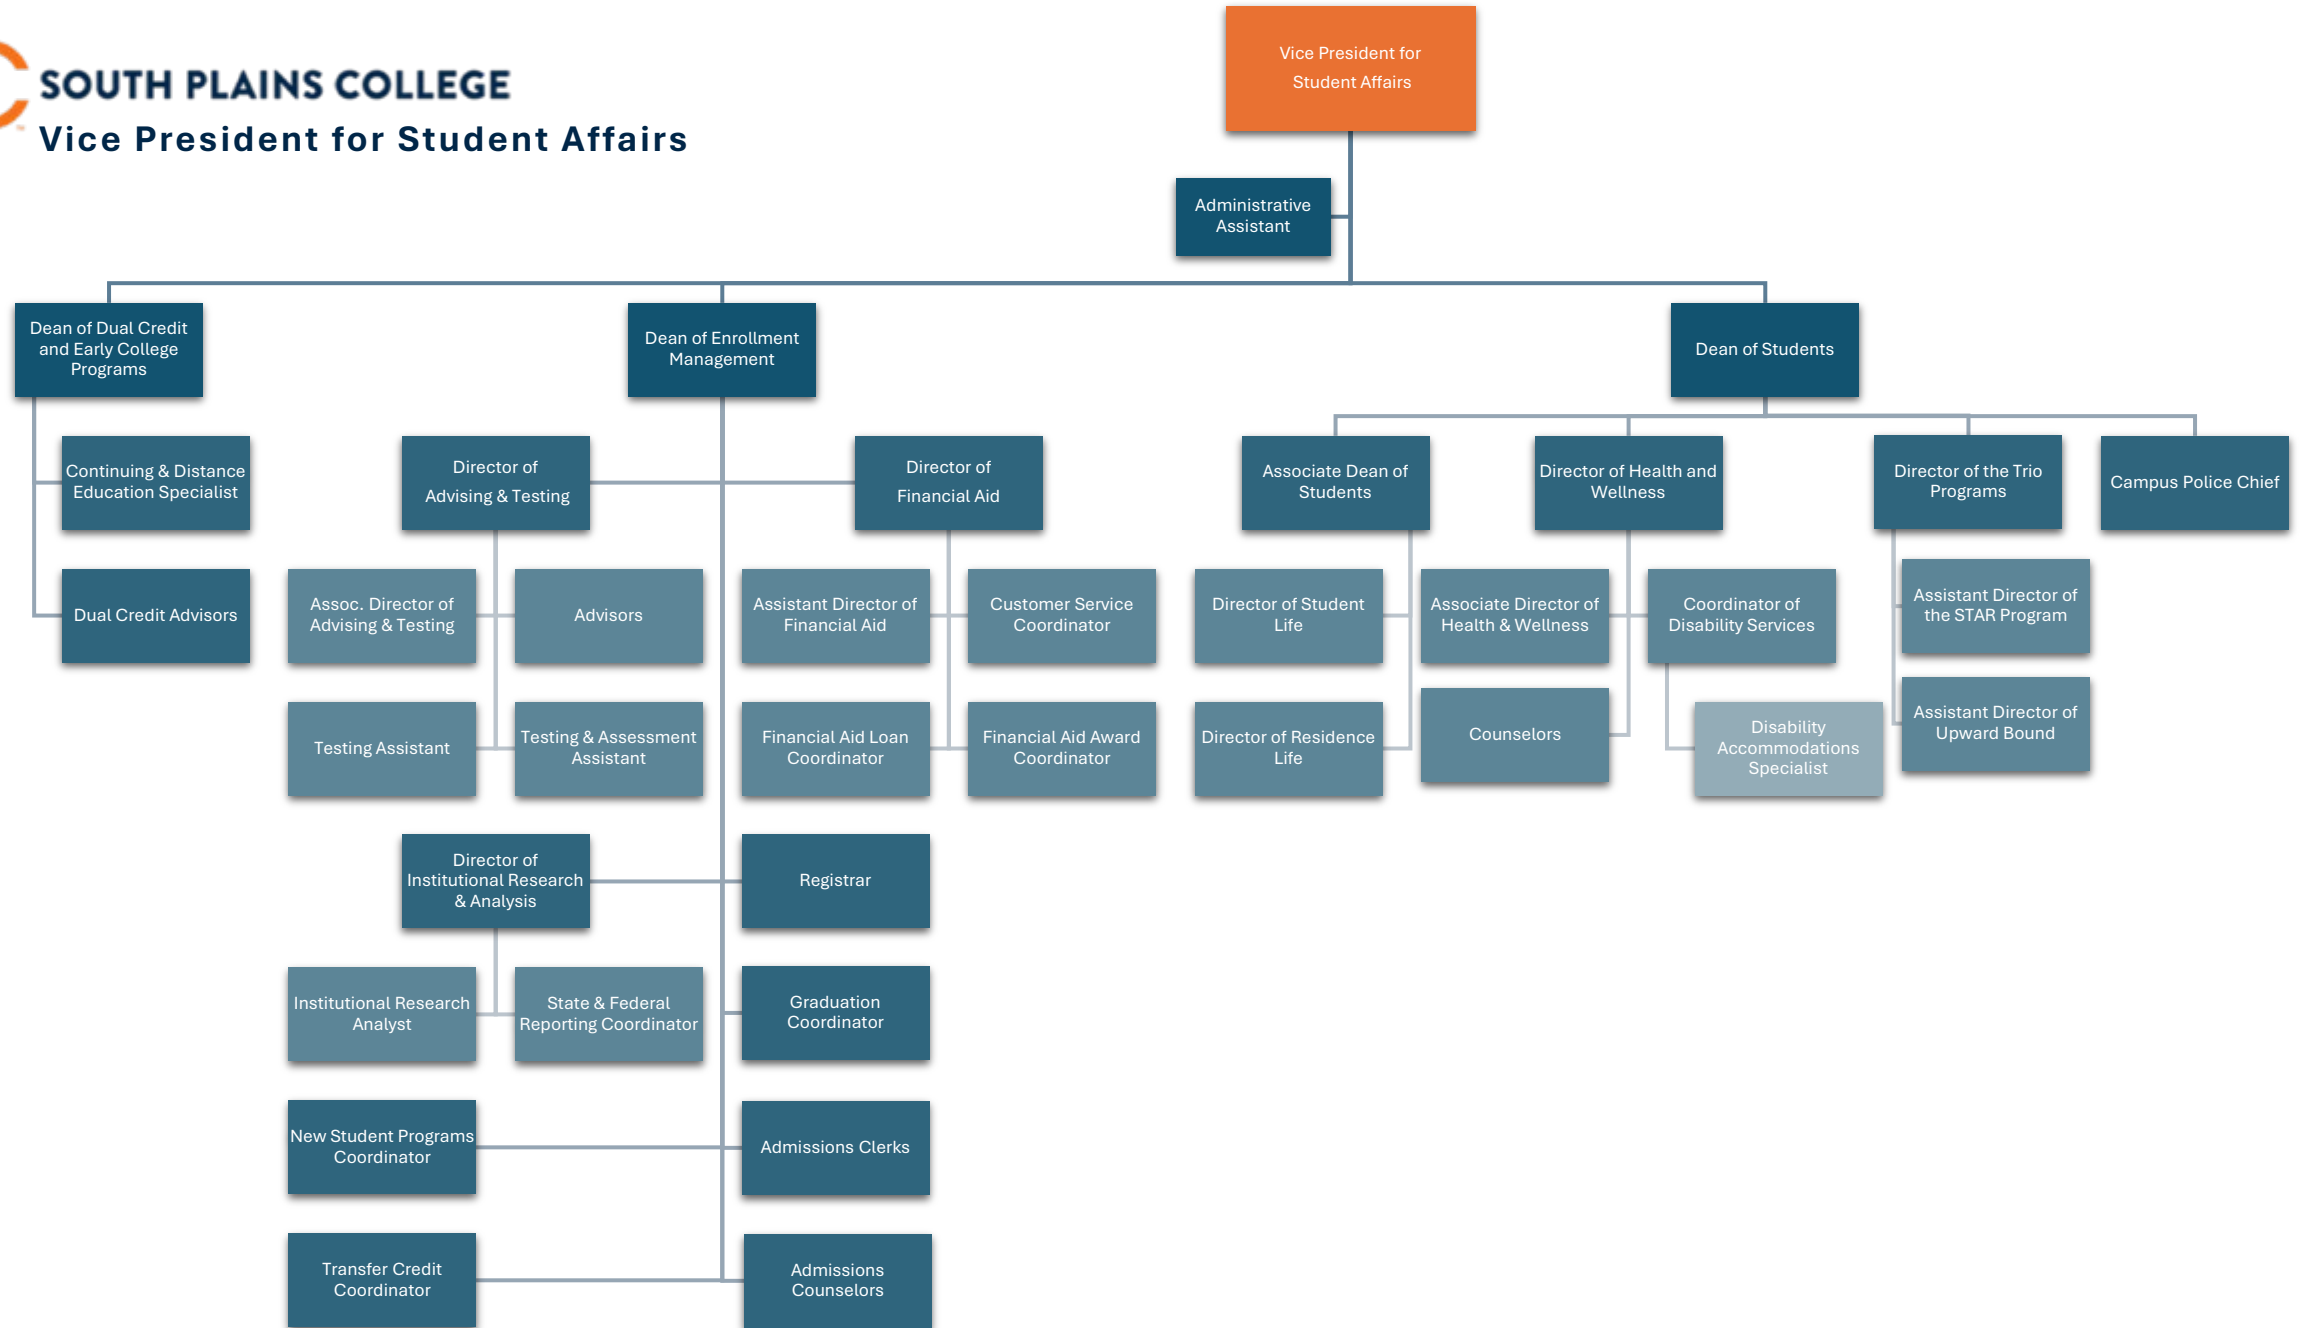 SOUTH PLAINS COLLEGE
Vice President for Student Affairs
Vice President for
Student Affairs
Administrative
Assistant
Dean of Dual Credit
and Early College
Programs
Dean of Enrollment
Management
Dean of Students
Continuing & Distance
Education Specialist
Director of
Advising & Testing
Director of
Financial Aid
Associate Dean of
Students
Director of Health and
Wellness
Director of the Trio
Programs
Campus Police Chief
Dual Credit Advisors
Assoc. Director of
Advising & Testing
Advisors
Assistant Director of
Financial Aid
Customer Service
Coordinator
Director of Student
Life
Associate Director of
Health & Wellness
Coordinator of
Disability Services
Assistant Director of
the STAR Program
Testing Assistant
Testing & Assessment
Assistant
Financial Aid Loan
Coordinator
Financial Aid Award
Coordinator
Director of Residence
Life
Counselors
Disability
Accommodations
Specialist
Assistant Director of
Upward Bound
Director of
Institutional Research
& Analysis
Registrar
Institutional Research
Analyst
State & Federal
Reporting Coordinator
Graduation
Coordinator
New Student Programs
Coordinator
Admissions Clerks
Transfer Credit
Coordinator
Admissions
Counselors